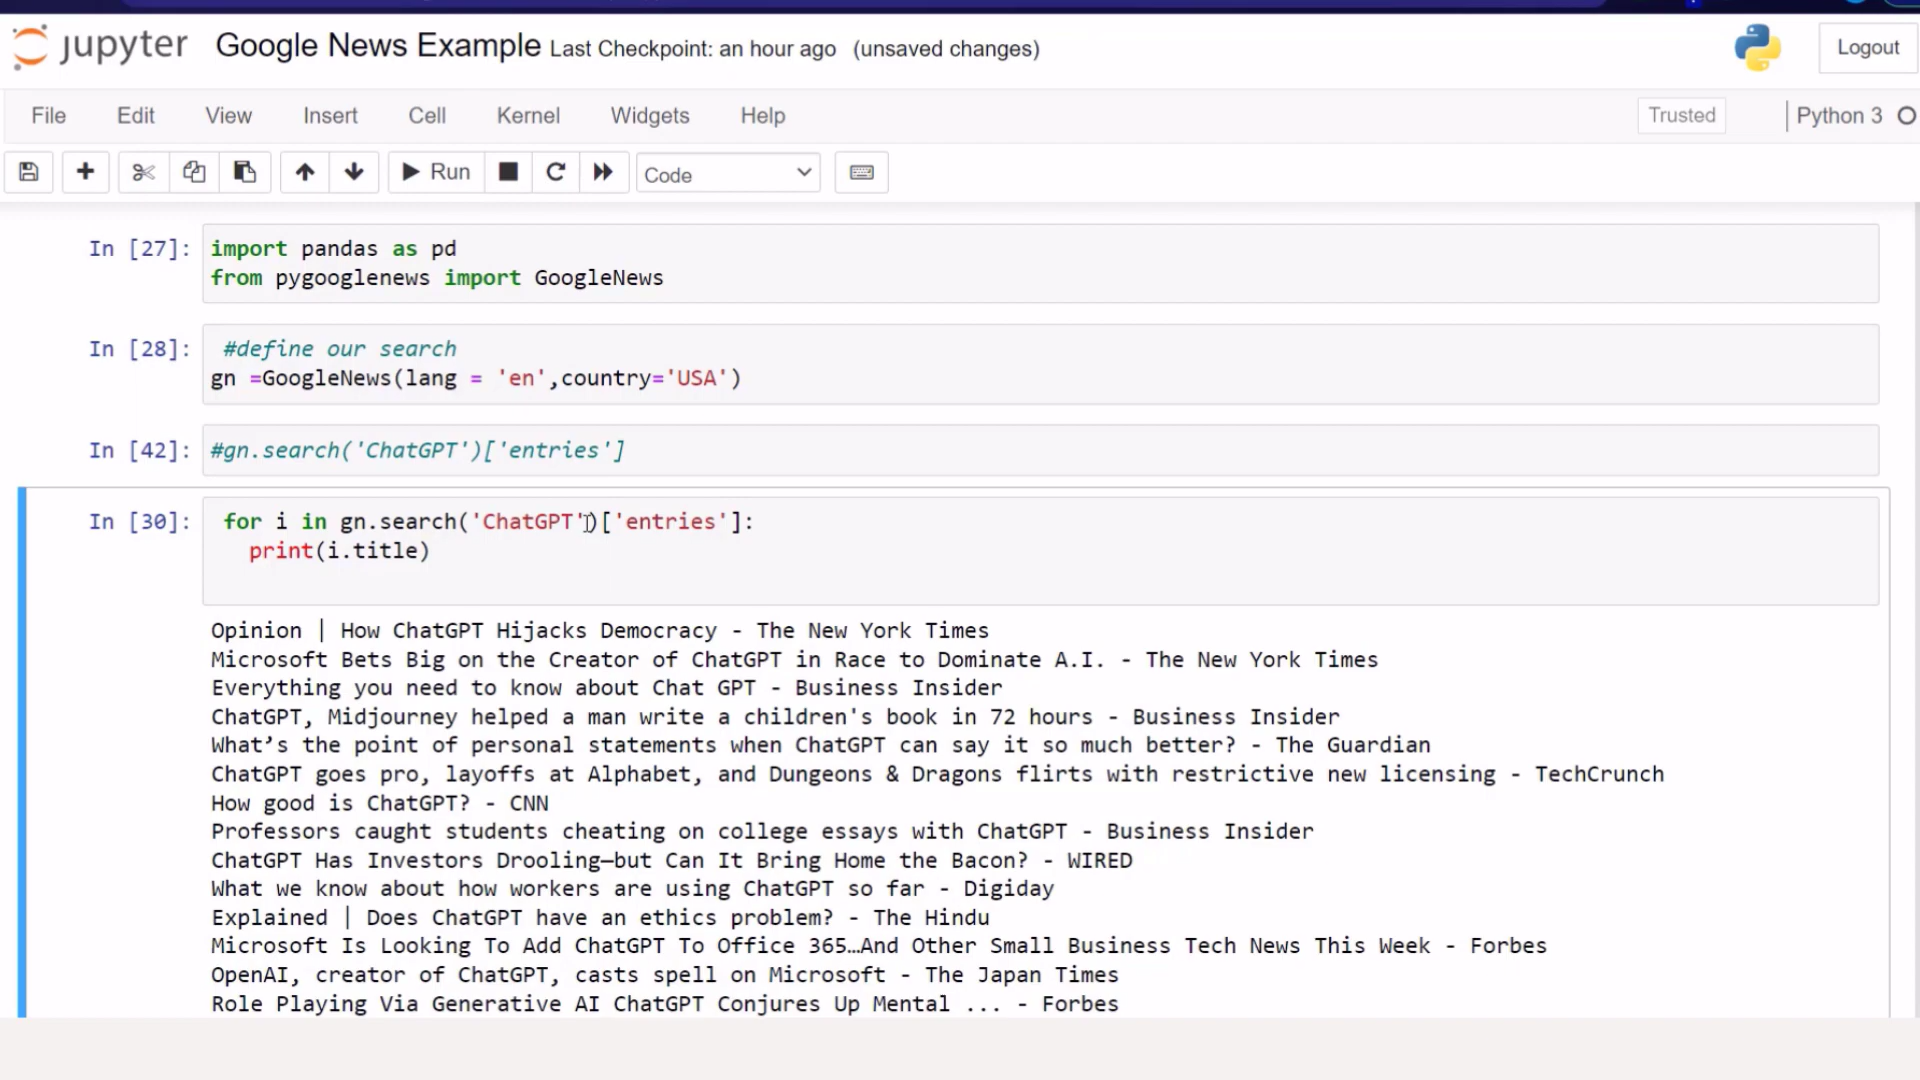 jupyter Google News Example Last Checkpoint: an hour ago (unsaved changes) Logout
File Edit View Insert Cell Kernel Widgets Help Trusted Python 3
Run Code
In [27]: import pandas as pd
from pygooglenews import GoogleNews
In [28]: #define our search
gn =GoogleNews(lang = 'en',country='USA')
In [42]: #gn.search('ChatGPT')['entries']
In [30]: for i in gn.search('ChatGPT')['entries']:
print(i.title)
Opinion | How ChatGPT Hijacks Democracy - The New York Times
Microsoft Bets Big on the Creator of ChatGPT in Race to Dominate A.I. - The New York Times
Everything you need to know about Chat GPT - Business Insider
ChatGPT, Midjourney helped a man write a children's book in 72 hours - Business Insider
What’s the point of personal statements when ChatGPT can say it so much better? - The Guardian
ChatGPT goes pro, layoffs at Alphabet, and Dungeons & Dragons flirts with restrictive new licensing - TechCrunch
How good is ChatGPT? - CNN
Professors caught students cheating on college essays with ChatGPT - Business Insider
ChatGPT Has Investors Drooling—but Can It Bring Home the Bacon? - WIRED
What we know about how workers are using ChatGPT so far - Digiday
Explained | Does ChatGPT have an ethics problem? - The Hindu
Microsoft Is Looking To Add ChatGPT To Office 365…And Other Small Business Tech News This Week - Forbes
OpenAI, creator of ChatGPT, casts spell on Microsoft - The Japan Times
Role Playing Via Generative AI ChatGPT Conjures Up Mental ... - Forbes